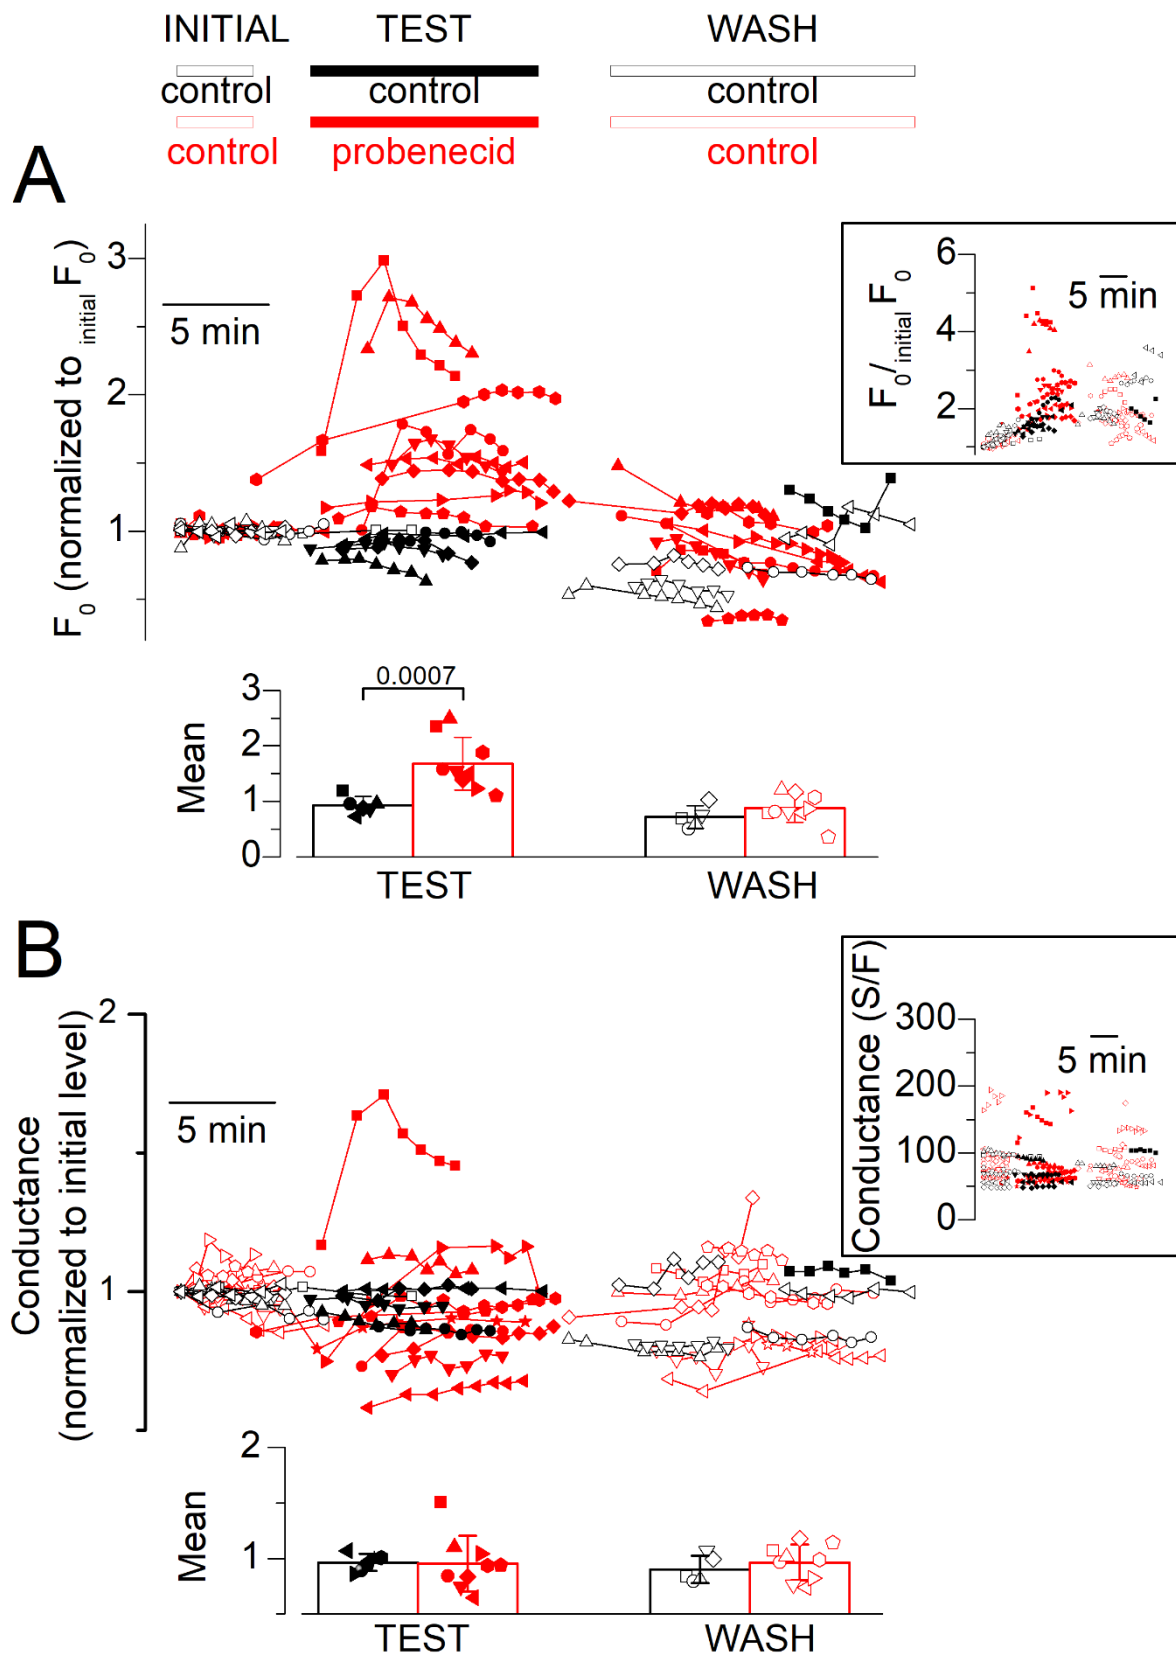 INITIAL TEST WASH
control control control
control probenecid control
A
F0 (normalized to initial F0)
3
2
1
5 min
F0/initial F0
6
4
2
5 min
Mean
3
2
1
0
0.0007
TEST WASH
B
Conductance
(normalized to initial level)
2
1
5 min
Conductance (S/F)
300
200
100
0
5 min
Mean
2
1
TEST WASH